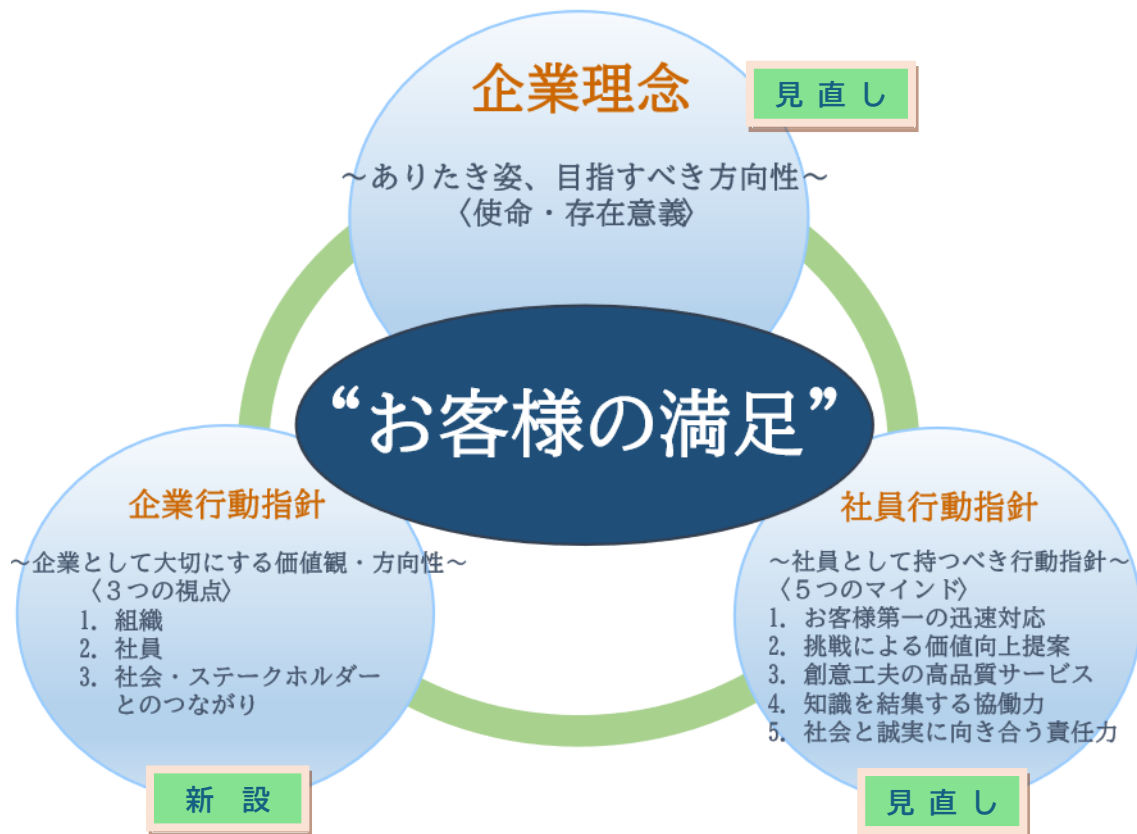 企業理念
見直し
～ありたき姿、目指すべき方向性～
〈使命・存在意義〉
“お客様の満足”
企業行動指針
～企業として大切にする価値観・方向性～
〈３つの視点〉
1. 組織
2. 社員
3. 社会・ステークホルダー
とのつながり
新設
社員行動指針
～社員として持つべき行動指針～
〈５つのマインド〉
1. お客様第一の迅速対応
2. 挑戦による価値向上提案
3. 創意工夫の高品質サービス
4. 知識を結集する協働力
5. 社会と誠実に向き合う責任力
見直し